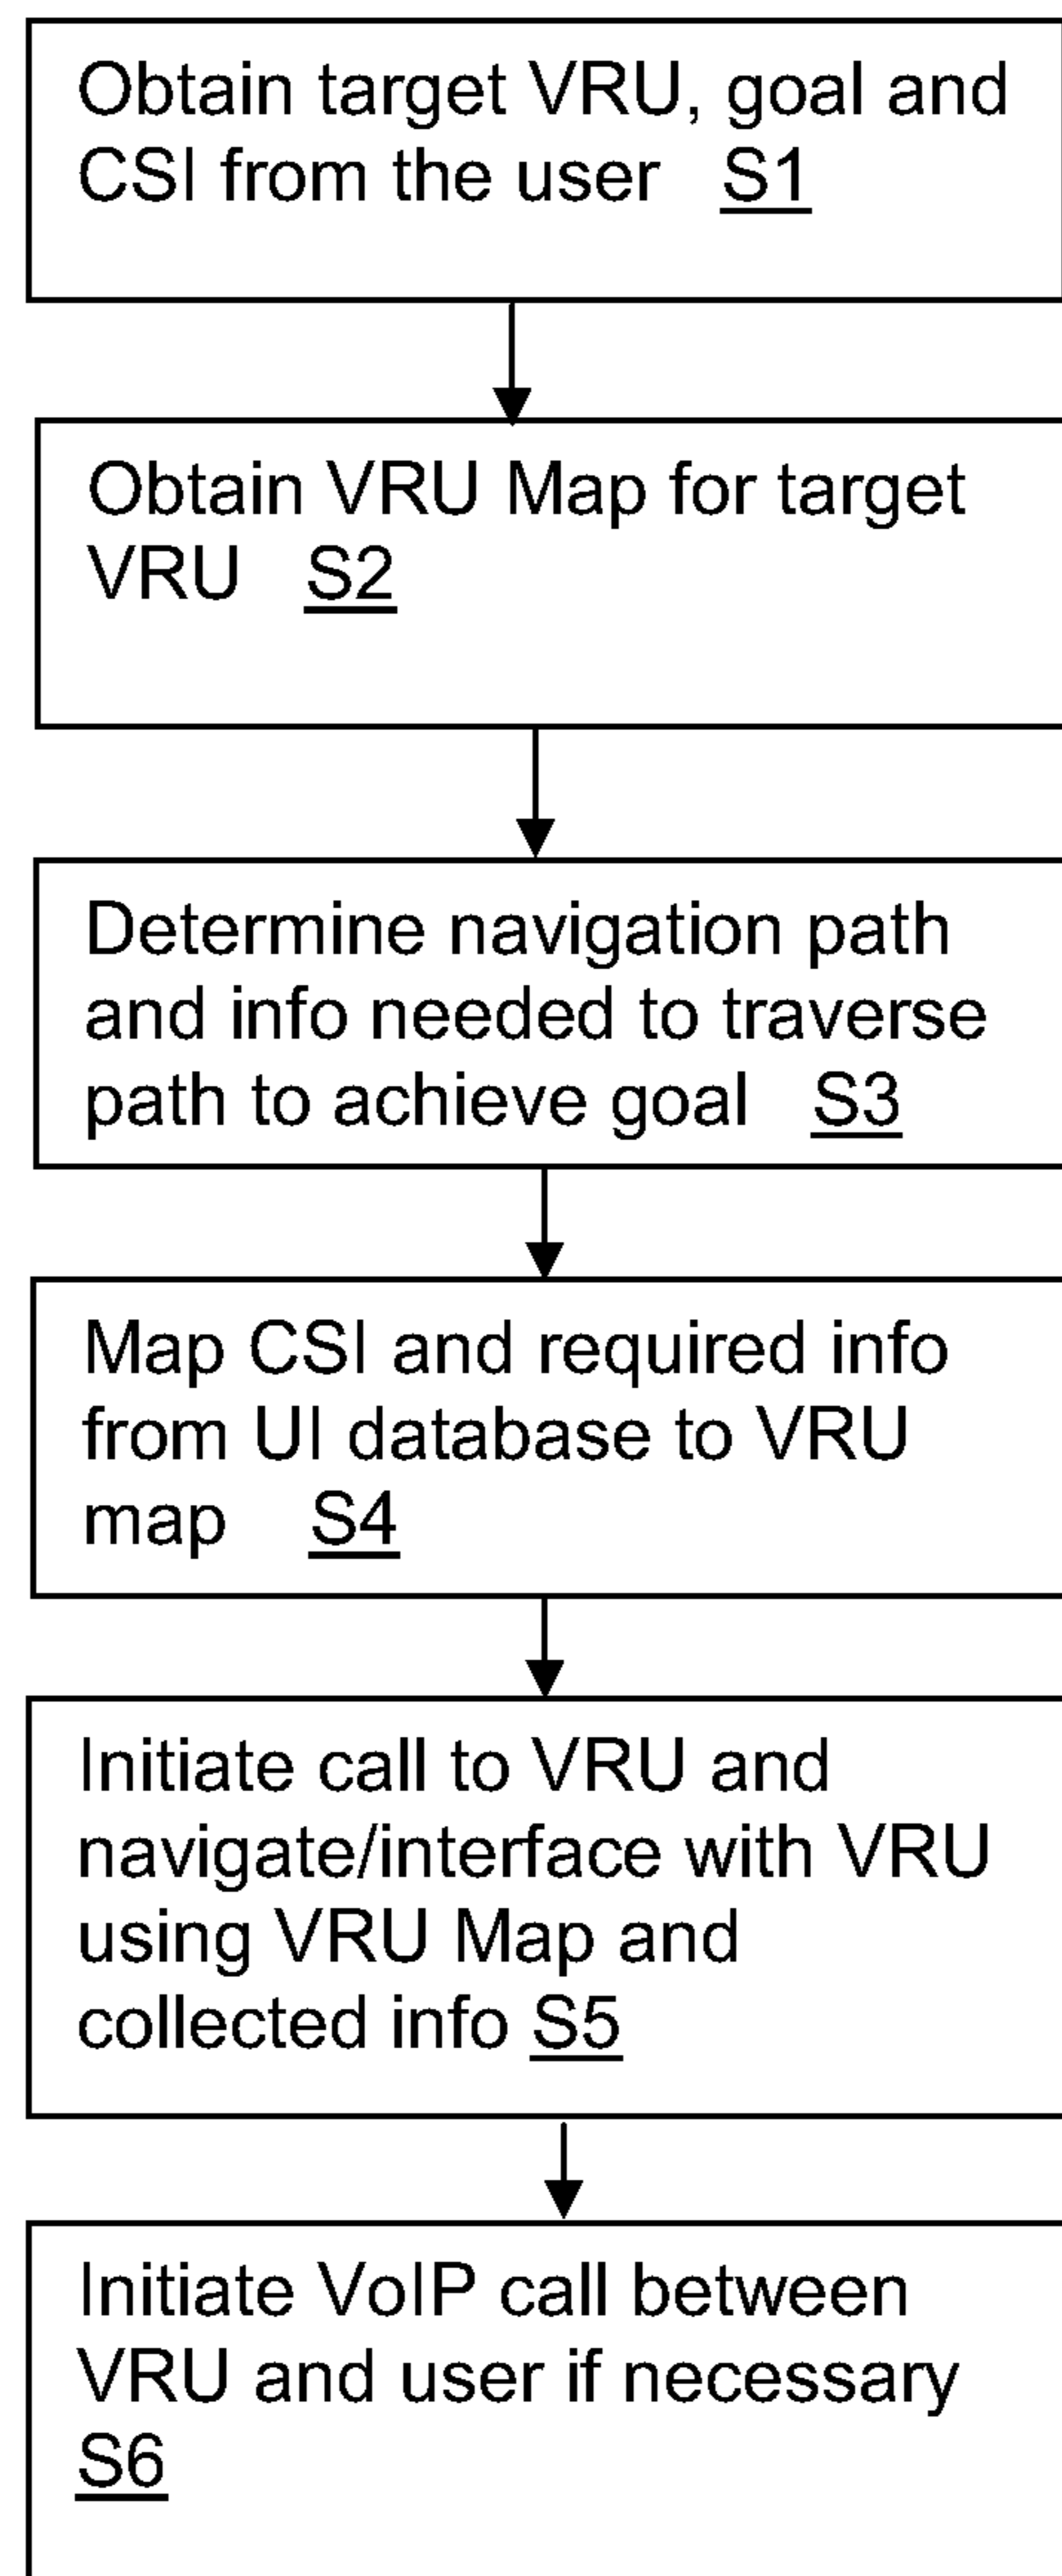 Obtain target VRU, goal and
CSI from the user S1
Obtain VRU Map for target
VRU S2
Determine navigation path
and info needed to traverse
path to achieve goal S3
Map CSI and required info
from UI database to VRU
map S4
Initiate call to VRU and
navigate/interface with VRU
using VRU Map and
collected info S5
Initiate VoIP call between
VRU and user if necessary
S6